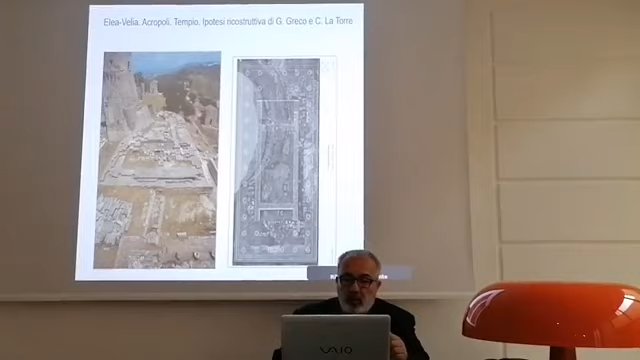 Elea-Velia. Acropoli. Tempio. Ipotesi ricostruttiva di G. Greco e C. La Torre
VAIO